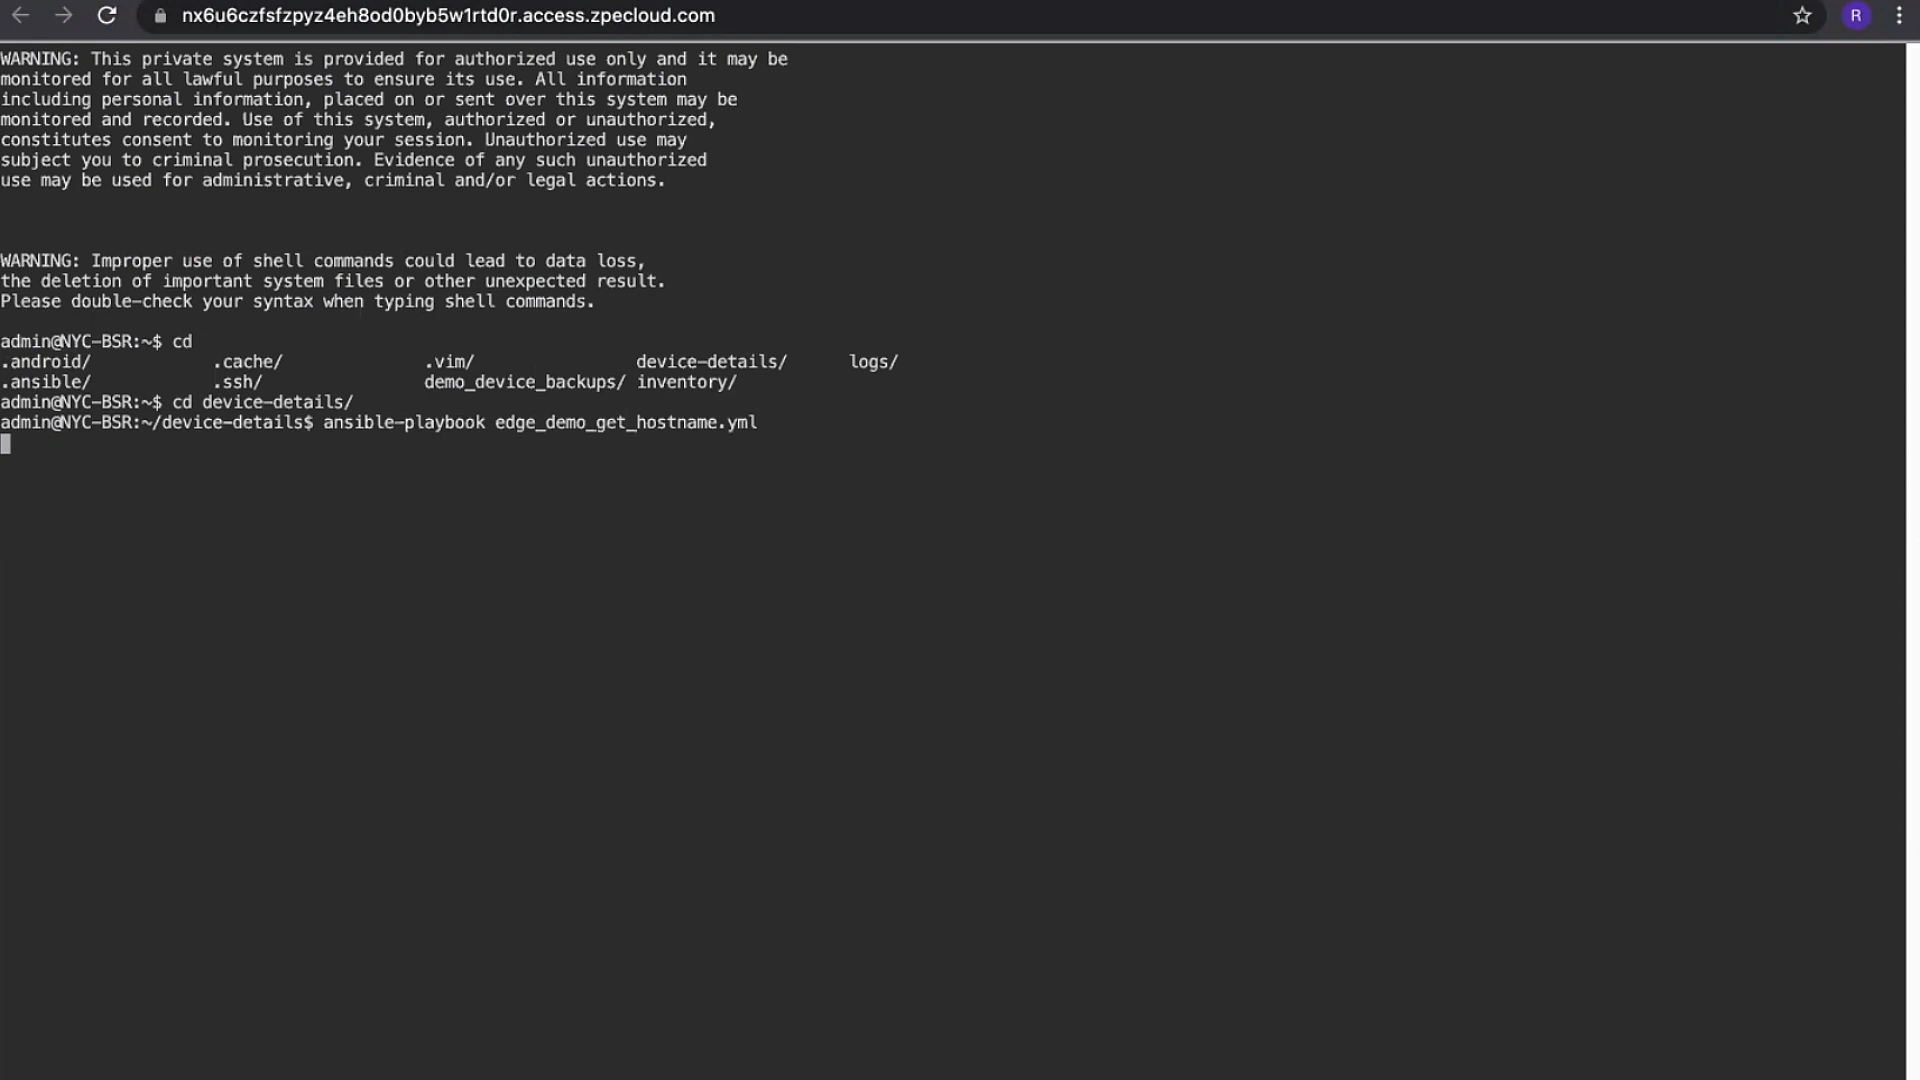 nx6u6czfsfzpyz4eh8od0byb5w1rtd0r.access.zpecloud.com
R
WARNING: This private system is provided for authorized use only and it may be
monitored for all lawful purposes to ensure its use. All information
including personal information, placed on or sent over this system may be
monitored and recorded. Use of this system, authorized or unauthorized,
constitutes consent to monitoring your session. Unauthorized use may
subject you to criminal prosecution. Evidence of any such unauthorized
use may be used for administrative, criminal and/or legal actions.
WARNING: Improper use of shell commands could lead to data loss,
the deletion of important system files or other unexpected result.
Please double-check your syntax when typing shell commands.
admin@NYC-BSR:~$ cd
.android/ .cache/ .vim/ device-details/ logs/
.ansible/ .ssh/ demo_device_backups/ inventory/
admin@NYC-BSR:~$ cd device-details/
admin@NYC-BSR:~/device-details$ ansible-playbook edge_demo_get_hostname.yml